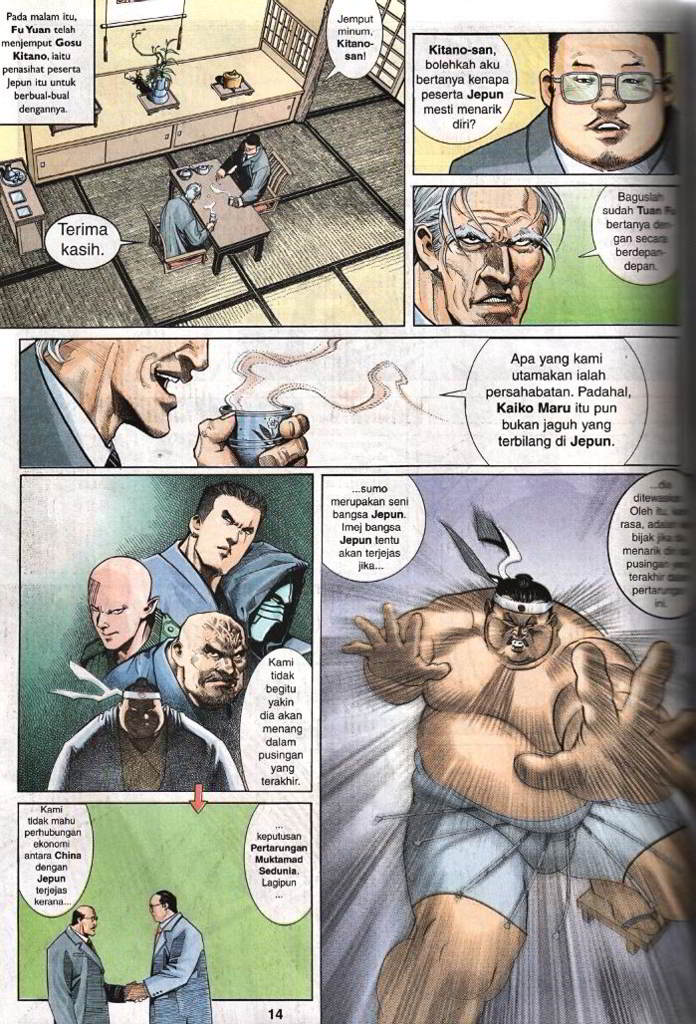 Pada malam itu,
Fu Yuan telah
menjemput Gosu
Kitano, iaitu
penasihat peserta
Jepun itu untuk
berbual-bual
dengannya.
Jemput
minum,
Kitano-
san!
Terima
kasih.
Kitano-san,
bolehkah aku
bertanya kenapa
peserta Jepun
mesti menarik
diri?
Baguslah
sudah Tuan Fu
bertanya den-
gan secara
berdepan-
depan.
Apa yang kami
utamakan ialah
persahabatan. Padahal,
Kaiko Maru itu pun
bukan jaguh yang
terbilang di Jepun.
Kami
tidak
begitu
yakin
dia akan
menang
dalam
pusingan
yang
terakhir.
...sumo
merupakan seni
bangsa Jepun.
Imej bangsa
Jepun tentu
akan terjejas
jika...
...dia
ditewaskan
Oleh itu,
rasa,
bijak
menarik
pusingan
terakhir
pertarungan
ini.
Kami
tidak mahu
perhubungan
ekonomi
antara China
dengan
Jepun
terjejas
kerana...
...
keputusan
Pertarungan
Muktamad
Sedunia.
Lagipun
...
14